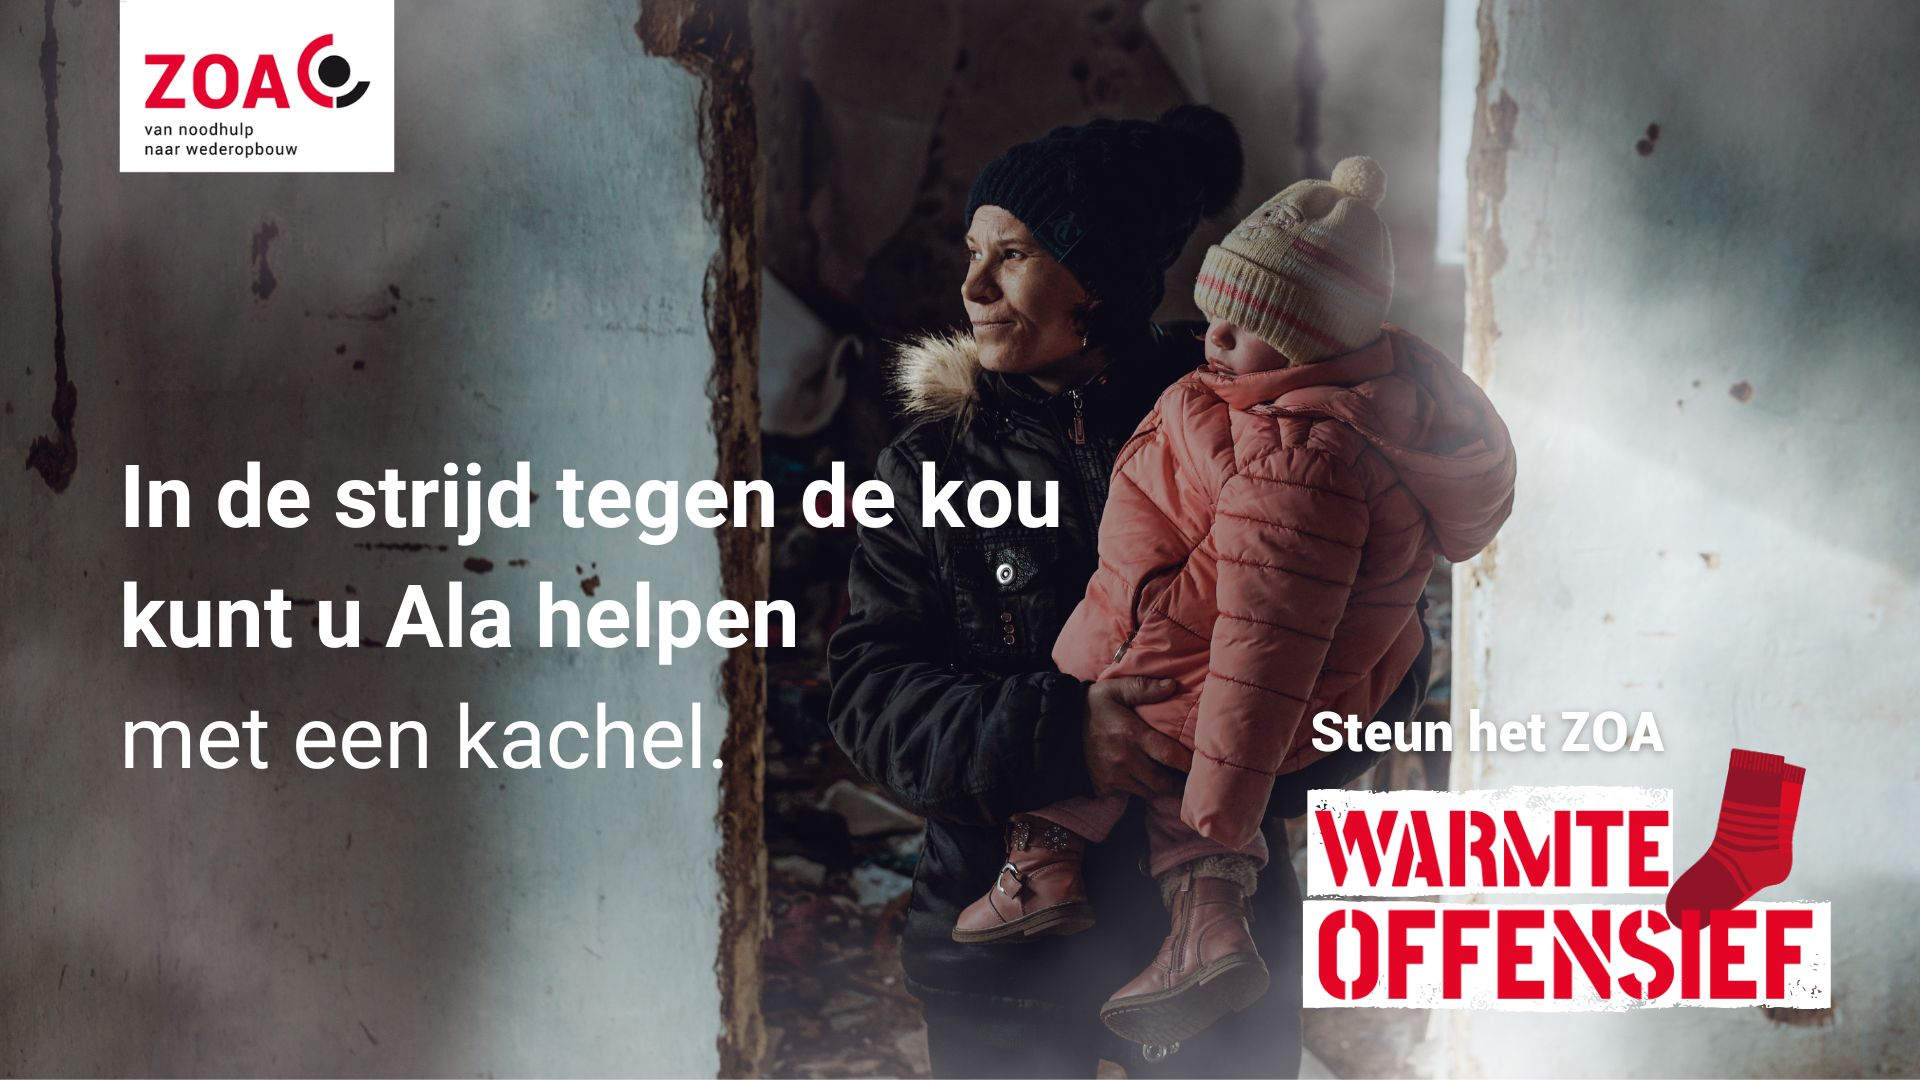 ZOA
van noodhulp
naar wederopbouw
In de strijd tegen de kou
kunt u Ala helpen
met een kachel.
Steun het ZOA
WARMTE
OFFENSIEF